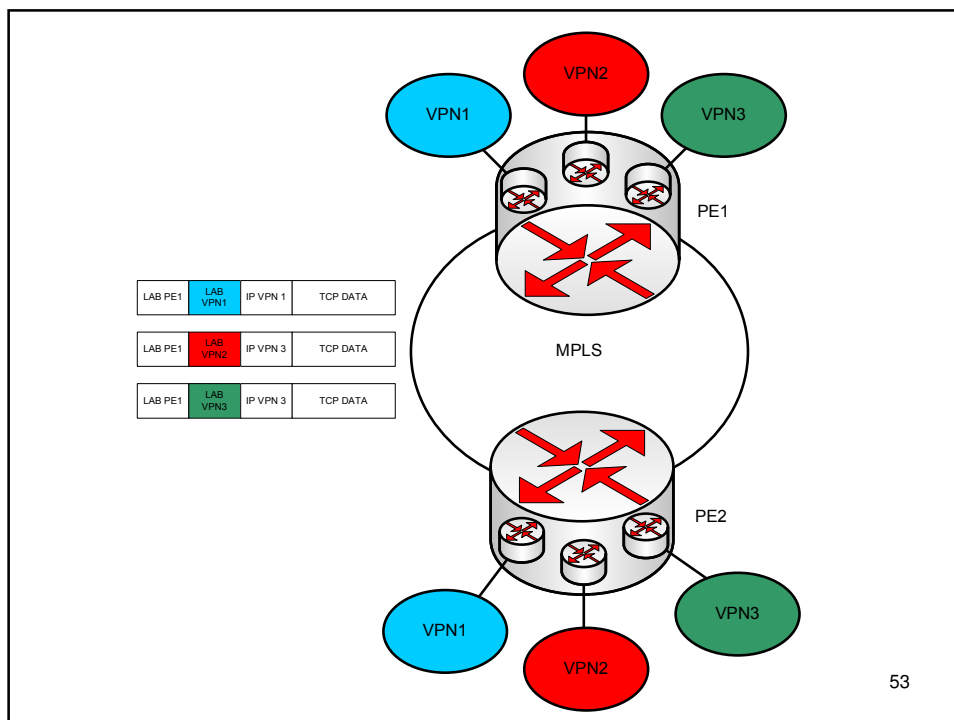 VPN2
VPN1
VPN3
PE1
LAB PE1
LAB
VPN1
IP VPN 1
TCP DATA
LAB PE1
LAB
VPN2
IP VPN 3
TCP DATA
LAB PE1
LAB
VPN3
IP VPN 3
TCP DATA
MPLS
PE2
VPN1
VPN2
VPN3
53